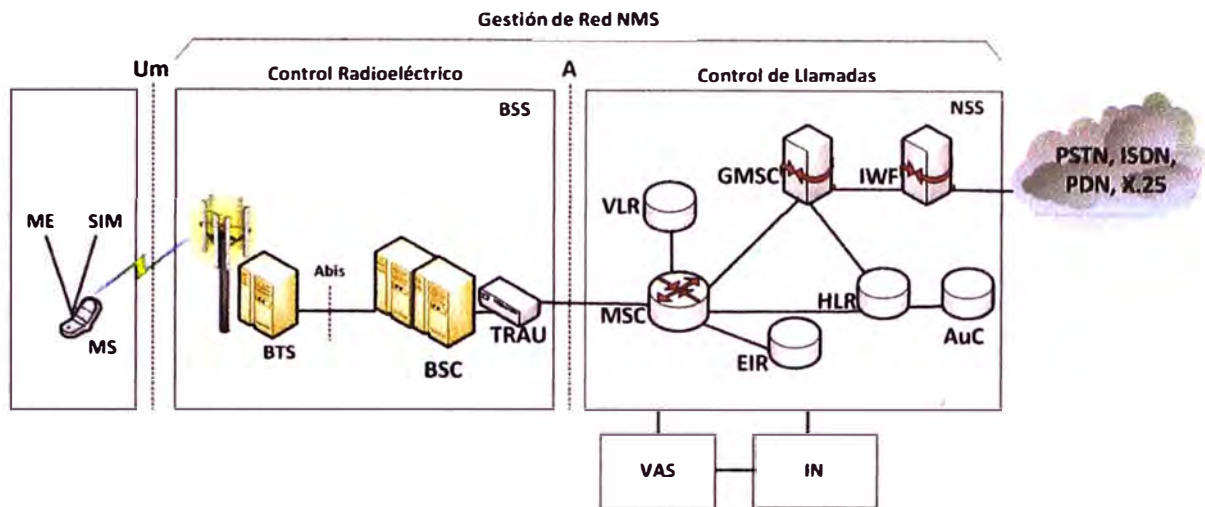 Gestión de Red NMS
Um
Control Radioeléctrico
A
Control de Llamadas
BSS
NSS
GMSC
IWF
PSTN, ISDN,
PDN, X.25
VLR
ME
SIM
Abis
MS
BTS
BSC
TRAU
MSC
HLR
AuC
EIR
VAS
IN